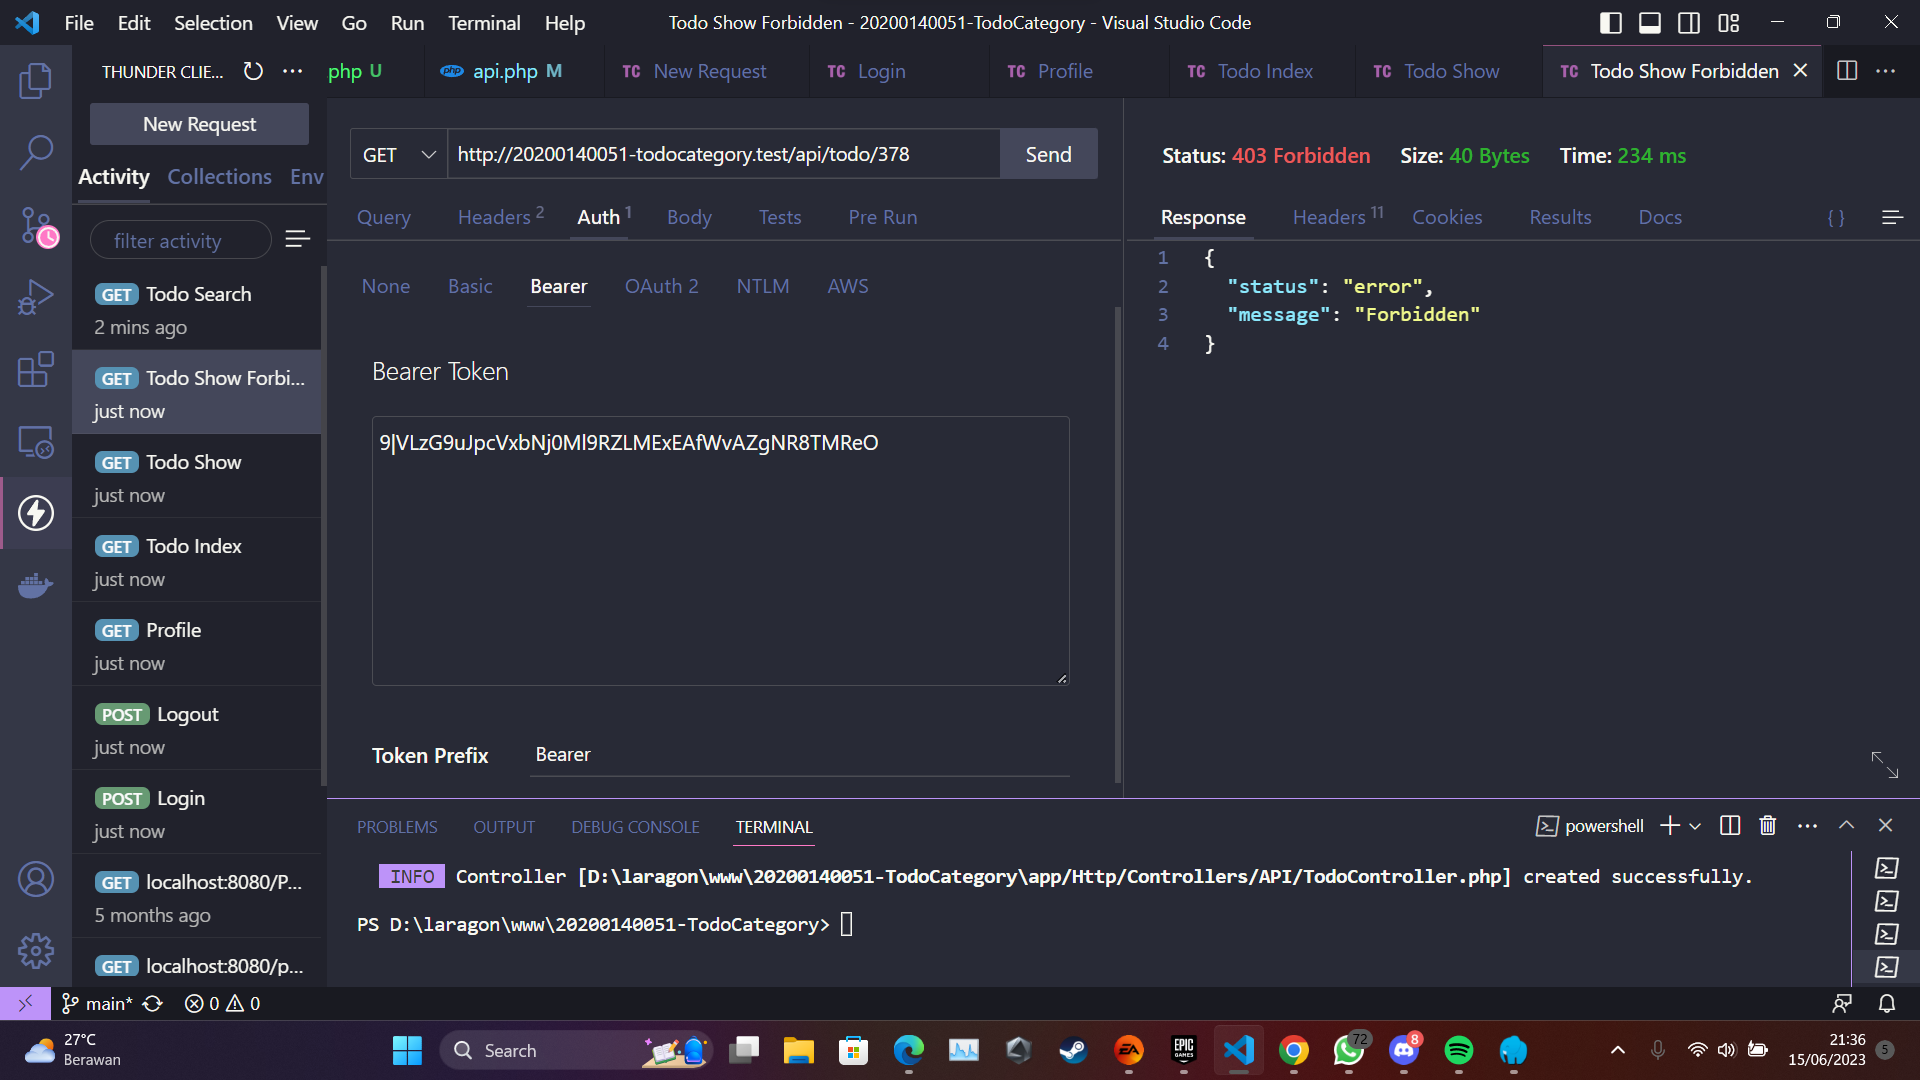 File Edit Selection View Go Run Terminal Help
Todo Show Forbidden - 20200140051-TodoCategory - Visual Studio Code
THUNDER CLIE...
php U
php api.php M
TC New Request
TC Login
TC Profile
TC Todo Index
TC Todo Show
TC Todo Show Forbidden
New Request
Activity Collections Env
filter activity
GET Todo Search
2 mins ago
GET Todo Show Forbi...
just now
GET Todo Show
just now
GET Todo Index
just now
GET Profile
just now
POST Logout
just now
POST Login
just now
GET localhost:8080/P...
5 months ago
GET localhost:8080/p...
GET http://20200140051-todocategory.test/api/todo/378 Send
Query Headers 2 Auth 1 Body Tests Pre Run
None Basic Bearer OAuth 2 NTLM AWS
Bearer Token
9|VLzG9uJpcVxbNj0Ml9RZLMExEAfWvAZgNR8TMReO
Token Prefix Bearer
Status: 403 Forbidden Size: 40 Bytes Time: 234 ms
Response Headers 11 Cookies Results Docs { }
1 {
2 "status": "error",
3 "message": "Forbidden"
4 }
PROBLEMS OUTPUT DEBUG CONSOLE TERMINAL
powershell
INFO Controller [D:\laragon\www\20200140051-TodoCategory\app/Http/Controllers/API/TodoController.php] created successfully.
PS D:\laragon\www\20200140051-TodoCategory>
main* 0 0
27°C
Berawan
Search
EA
EPIC
GAMES
72
8
21:36
15/06/2023
5